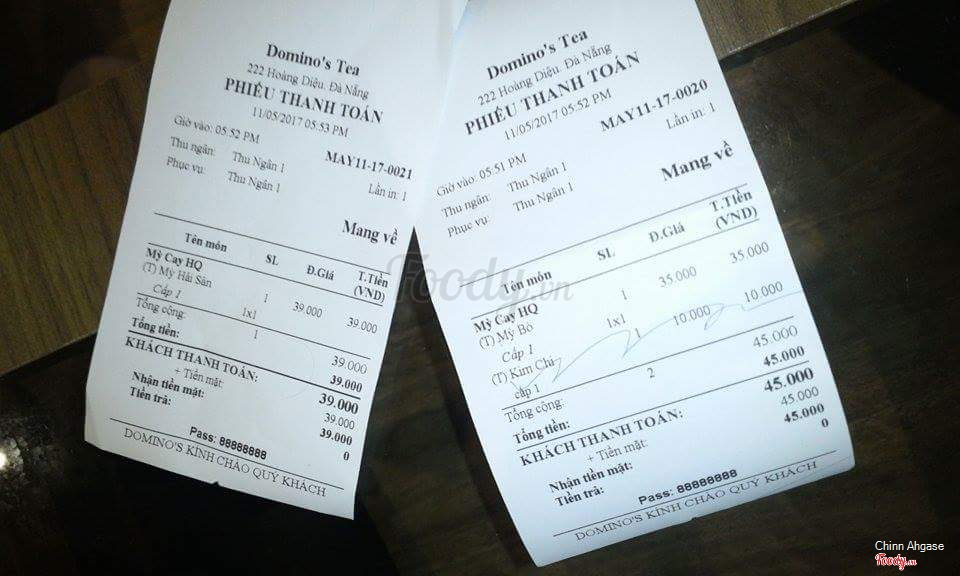 Domino's Tea
222 Hoàng Diệu. Đà Nẵng
PHIẾU THANH TOÁN
11/05/2017 05:53 PM
Giờ vào: 05:52 PM
MAY11-17-0021
Thu ngân: Thu Ngân 1
Lần in: 1
Phục vụ: Thu Ngân 1
Mang về
Tên món SL Đ.Giá T.Tiền (VND)
Mỳ Cay HQ
(T) Mỳ Hải Sản 1 39.000 39.000
Cấp 1 1x1
Tổng cộng: 1 39.000
Tổng tiền: 39.000
KHÁCH THANH TOÁN: 39.000
+ Tiền mặt: 39.000
Nhận tiền mặt: 39.000
Tiền trả: 0
Pass: 88888888
DOMINO'S KÍNH CHÀO QUÝ KHÁCH
Domino's Tea
222 Hoàng Diệu. Đà Nẵng
PHIẾU THANH TOÁN
11/05/2017 05:52 PM
MAY11-17-0020
Giờ vào: 05:51 PM
Lần in: 1
Thu ngân: Thu Ngân 1
Phục vụ: Thu Ngân 1
Mang về
Tên món SL Đ.Giá T.Tiền (VND)
Mỳ Cay HQ
(T) Mỳ Bò 1 35.000 35.000
Cấp 1 1x1
(T) Kim Chi 1 10.000 10.000
cấp 1
Tổng cộng: 2 45.000
Tổng tiền: 45.000
KHÁCH THANH TOÁN: 45.000
+ Tiền mặt: 45.000
Nhận tiền mặt: 45.000
Tiền trả: 0
Pass: 88888888
DOMINO'S KÍNH CHÀO QUÝ KHÁCH
Foody.vn
Chinn Ahgase
Foody.vn